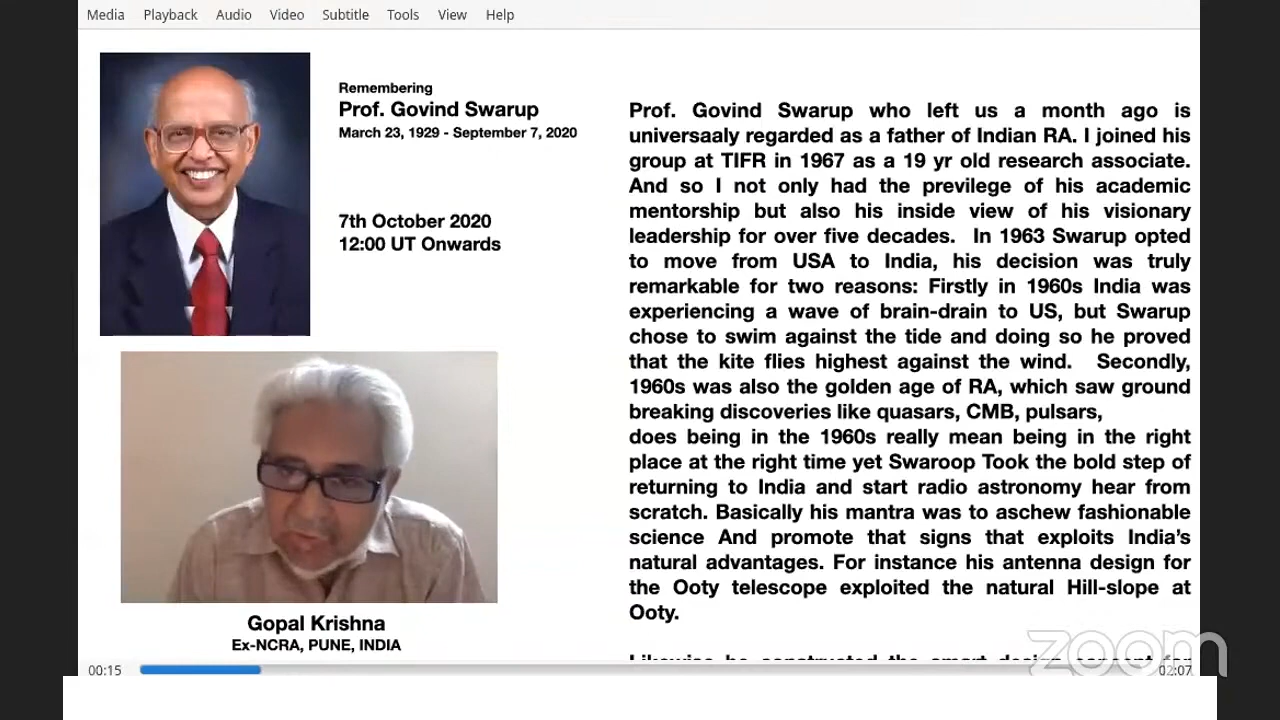 Media Playback Audio Video Subtitle Tools View Help
Remembering
Prof. Govind Swarup
March 23, 1929 - September 7, 2020
7th October 2020
12:00 UT Onwards
Gopal Krishna
Ex-NCRA, PUNE, INDIA
Prof. Govind Swarup who left us a month ago is
universaaly regarded as a father of Indian RA. I joined his
group at TIFR in 1967 as a 19 yr old research associate.
And so I not only had the previlege of his academic
mentorship but also his inside view of his visionary
leadership for over five decades. In 1963 Swarup opted
to move from USA to India, his decision was truly
remarkable for two reasons: Firstly in 1960s India was
experiencing a wave of brain-drain to US, but Swarup
chose to swim against the tide and doing so he proved
that the kite flies highest against the wind. Secondly,
1960s was also the golden age of RA, which saw ground
breaking discoveries like quasars, CMB, pulsars,
does being in the 1960s really mean being in the right
place at the right time yet Swaroop Took the bold step of
returning to India and start radio astronomy hear from
scratch. Basically his mantra was to aschew fashionable
science And promote that signs that exploits India’s
natural advantages. For instance his antenna design for
the Ooty telescope exploited the natural Hill-slope at
Ooty.
Likewise he constructed the smart design concept for
zoom
00:15
02:07